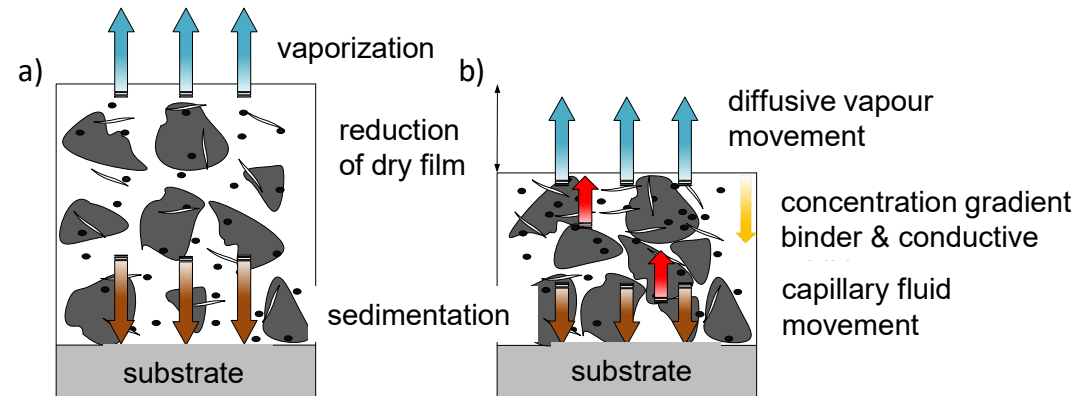 a)
vaporization
reduction
of dry film
sedimentation
substrate
b)
diffusive vapour
movement
concentration gradient
binder & conductive
capillary fluid
movement
substrate